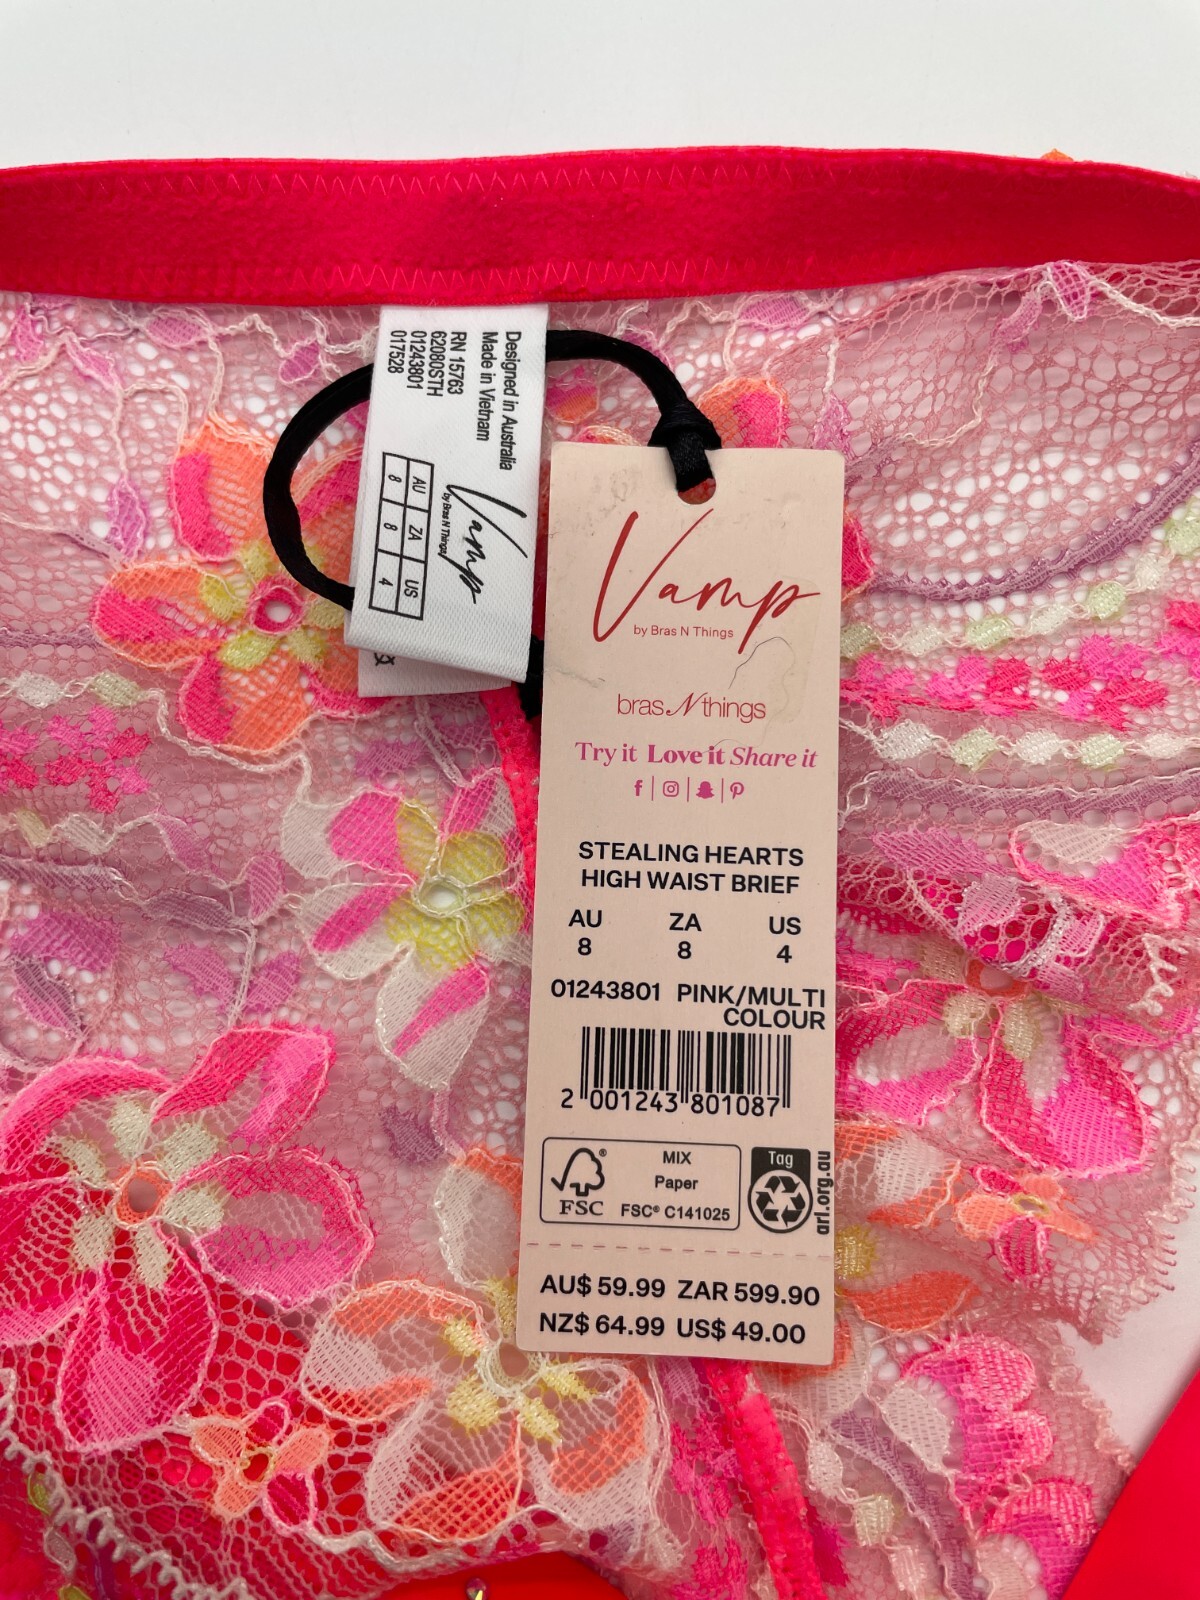 Designed in Australia
Made in Vietnam
RN 15763
62080STH
01243801
017528
Vamp
by Bras N Things
AU ZA US
8 8 4
Vamp
by Bras N Things
bras N things
Try it Love it Share it
STEALING HEARTS
HIGH WAIST BRIEF
AU ZA US
8 8 4
01243801 PINK/MULTI
COLOUR
2 001243 801087
FSC®
MIX
Paper
FSC® C141025
Tag
arl.org.au
AU$ 59.99 ZAR 599.90
NZ$ 64.99 US$ 49.00